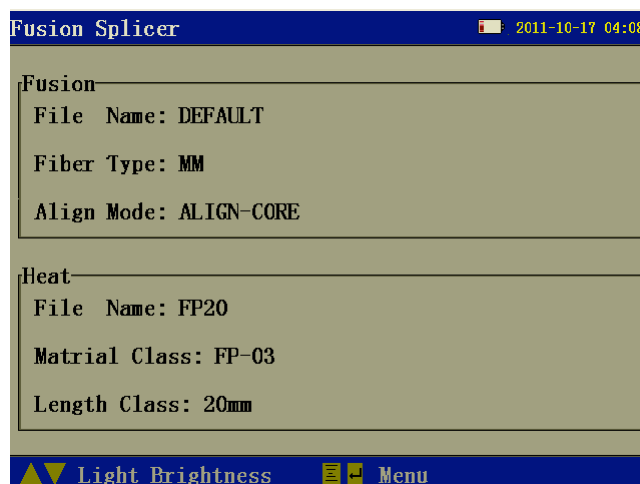 Fusion Splicer 2011-10-17 04:08
Fusion
File Name: DEFAULT
Fiber Type: MM
Align Mode: ALIGN-CORE
Heat
File Name: FP20
Matrial Class: FP-03
Length Class: 20mm
Light Brightness Menu